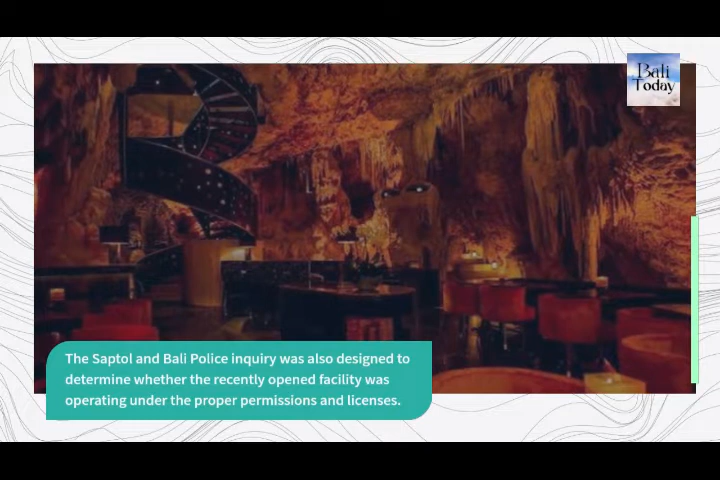 Bali
Today
The Saptol and Bali Police inquiry was also designed to
determine whether the recently opened facility was
operating under the proper permissions and licenses.